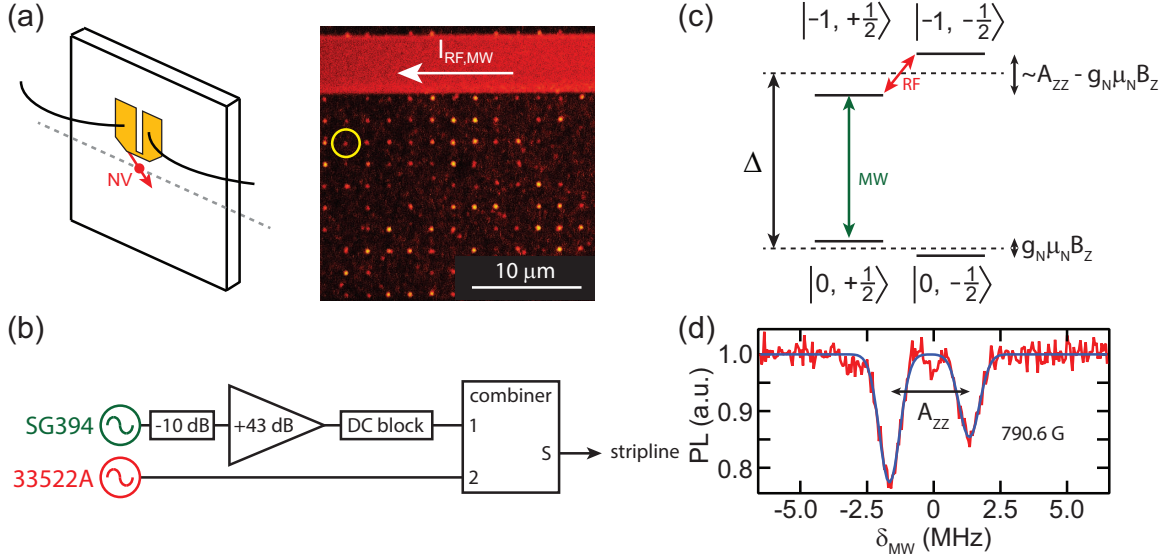 (a)
NV
I_RF,MW
10 μm
(b)
SG394
-10 dB
+43 dB
DC block
combiner
1
S
2
stripline
33522A
(c)
|-1, +1/2⟩ |-1, -1/2⟩
RF
~A_ZZ - g_Nμ_NB_Z
Δ
MW
g_Nμ_NB_Z
|0, +1/2⟩ |0, -1/2⟩
(d)
PL (a.u.)
1.0
0.9
0.8
A_ZZ
790.6 G
-5.0 -2.5 0 2.5 5.0
δ_MW (MHz)